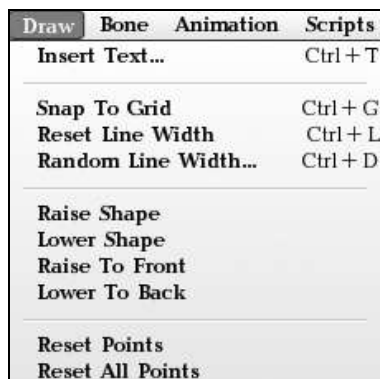 Draw Bone Animation Scripts
Insert Text... Ctrl+T
Snap To Grid Ctrl+G
Reset Line Width Ctrl+L
Random Line Width... Ctrl+D
Raise Shape
Lower Shape
Raise To Front
Lower To Back
Reset Points
Reset All Points